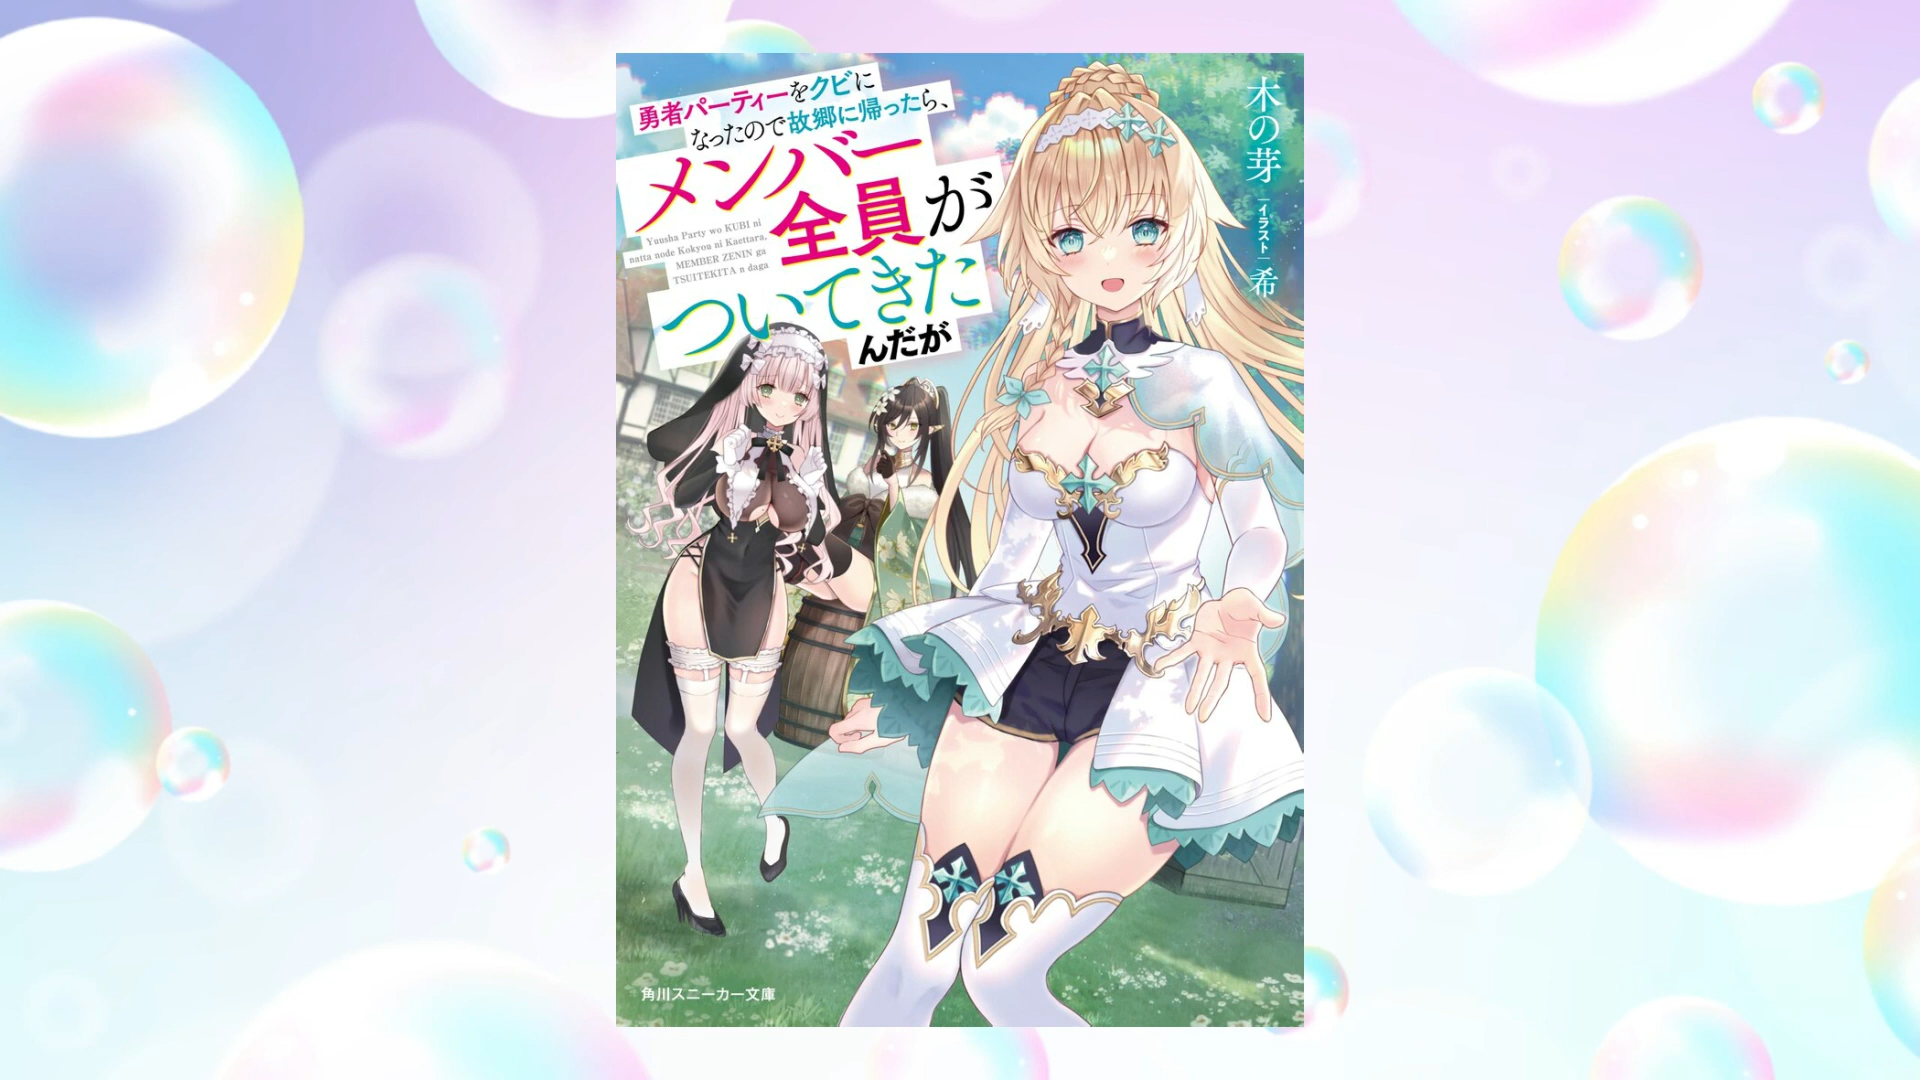 勇者パーティーをクビに
なったので故郷に帰ったら、
メンバー
全員が
ついてきた
んだが
Yuusha Party wo KUBI ni
natta node Kokyou ni Kaettara,
MEMBER ZENIN ga
TSUITEKITA n daga
木の芽
イラスト
希
角川スニーカー文庫